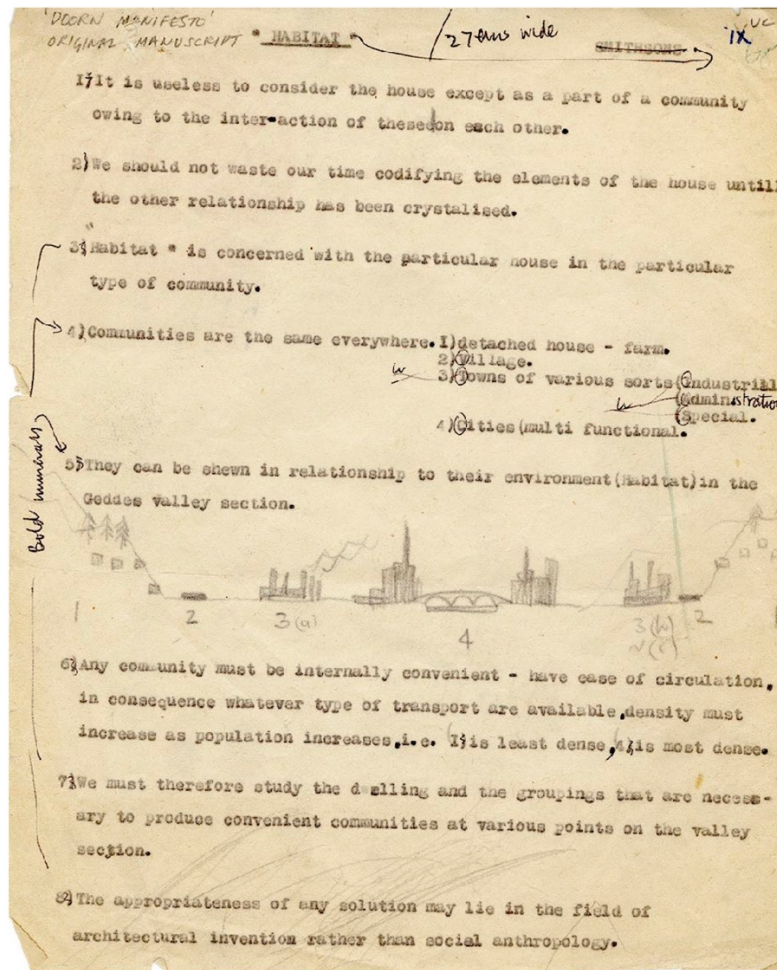 'DOORN MANIFESTO'
ORIGINAL MANUSCRIPT " HABITAT " 27 ems wide SMITHSONS IX UC
1) It is useless to consider the house except as a part of a community
owing to the inter-action of these on each other.
2) We should not waste our time codifying the elements of the house untill
the other relationship has been crystalised.
3) "Habitat " is concerned with the particular house in the particular
type of community.
4) Communities are the same everywhere. 1) detached house - farm.
2) Village.
3) Towns of various sorts (Industrial
(Administration
(Special.
4) Cities (multi functional.
5) They can be shewn in relationship to their environment (Habitat) in the
Geddes valley section.
Bold numerals
1 2 3(a) 4 3(b) 2
(c)
6) Any community must be internally convenient - have ease of circulation,
in consequence whatever type of transport are available, density must
increase as population increases, i.e. (1) is least dense, (4) is most dense.
7) We must therefore study the dwelling and the groupings that are necess-
ary to produce convenient communities at various points on the valley
section.
8) The appropriateness of any solution may lie in the field of
architectural invention rather than social anthropology.